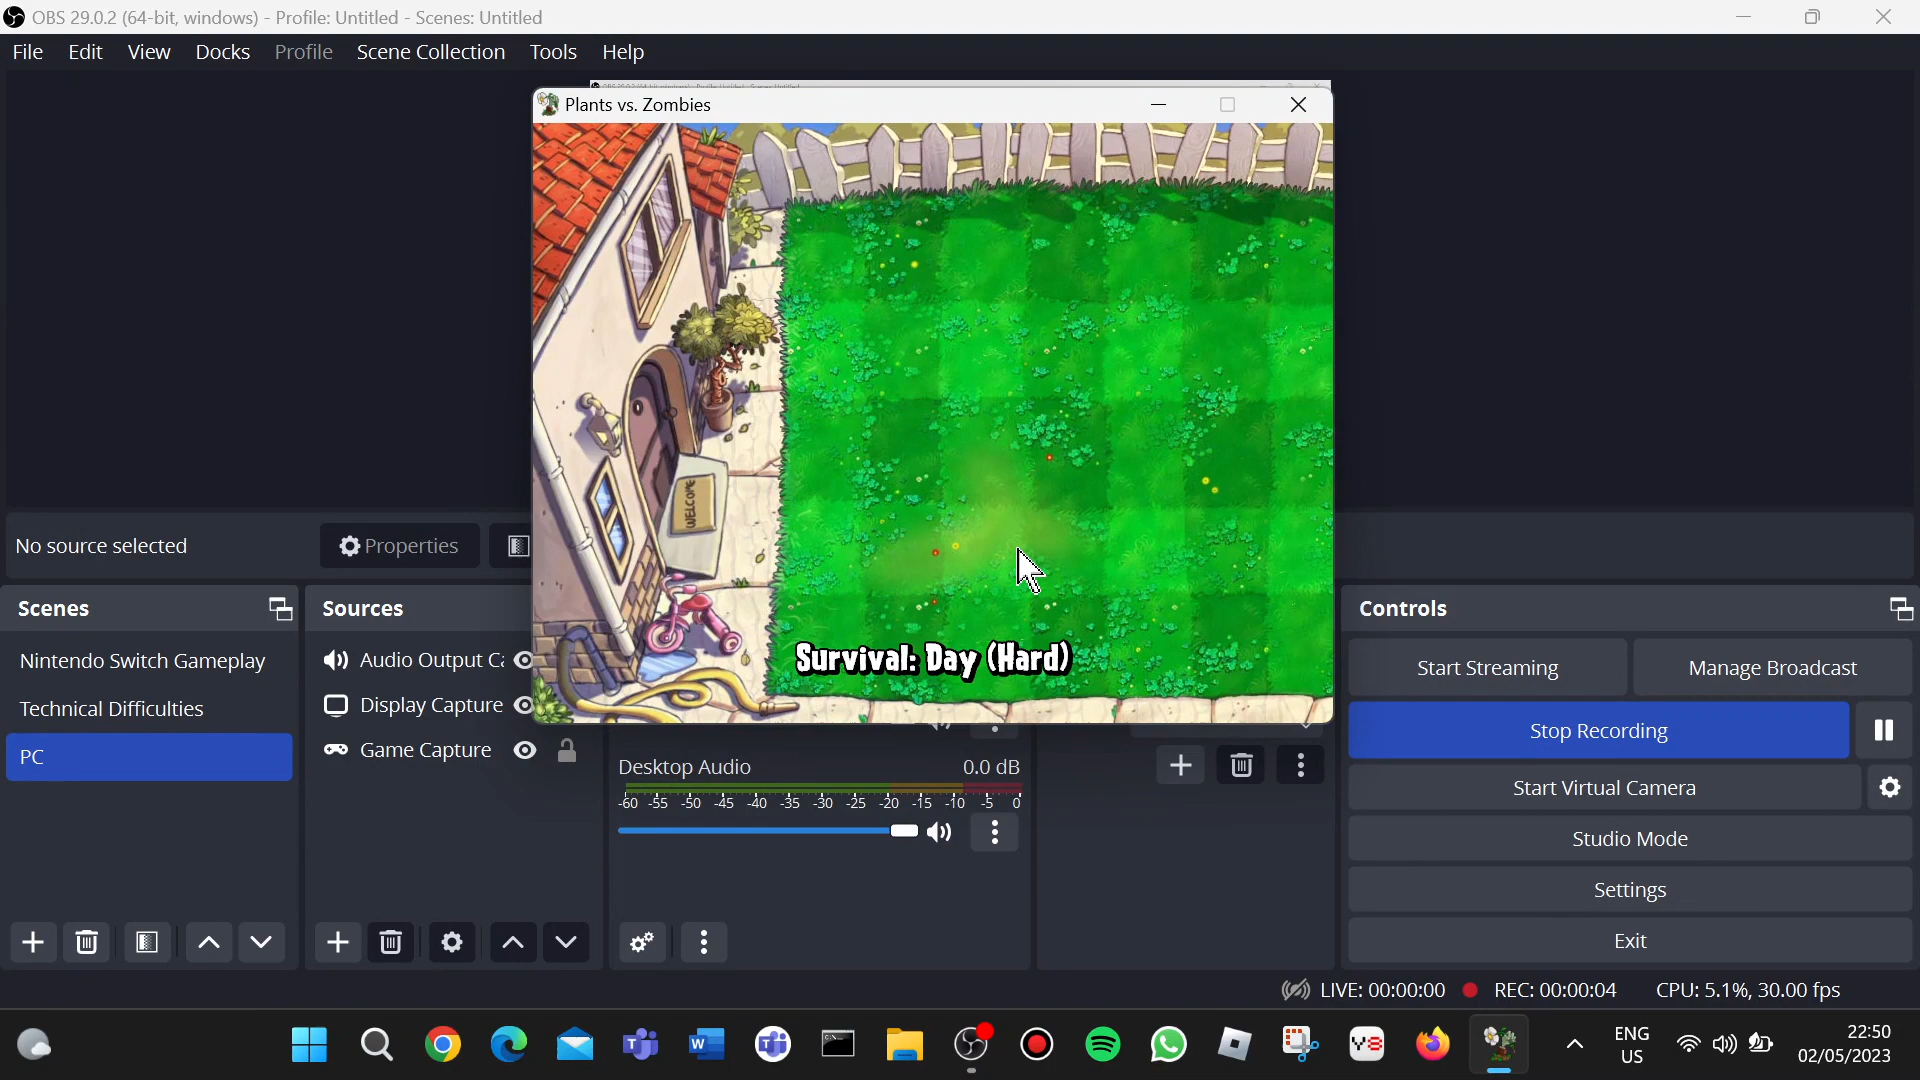 OBS 29.0.2 (64-bit, windows) - Profile: Untitled - Scenes: Untitled
File Edit View Docks Profile Scene Collection Tools Help
Plants vs. Zombies
WELCOME
Survival: Day (Hard)
No source selected
Properties
Scenes
Nintendo Switch Gameplay
Technical Difficulties
PC
Sources
Audio Output Ca
Display Capture
Game Capture
Desktop Audio 0.0 dB
-60 -55 -50 -45 -40 -35 -30 -25 -20 -15 -10 -5 0
Controls
Start Streaming
Manage Broadcast
Stop Recording
Start Virtual Camera
Studio Mode
Settings
Exit
LIVE: 00:00:00 REC: 00:00:04 CPU: 5.1%, 30.00 fps
ENG
US
22:50
02/05/2023